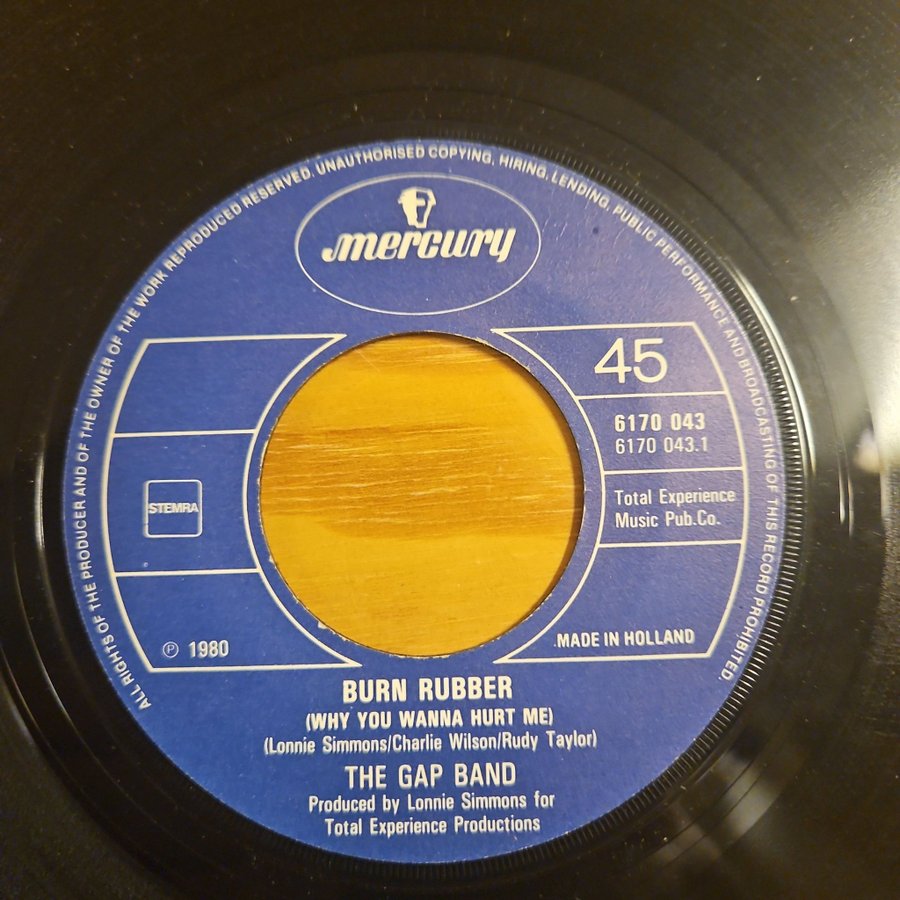 ALL RIGHTS OF THE PRODUCER AND OF THE OWNER OF THE WORK REPRODUCED RESERVED. UNAUTHORISED COPYING, HIRING, LENDING, PUBLIC PERFORMANCE AND BROADCASTING OF THIS RECORD PROHIBITED.
mercury
45
6170 043
6170 043.1
STEMRA
Total Experience
Music Pub.Co.
℗ 1980
MADE IN HOLLAND
BURN RUBBER
(WHY YOU WANNA HURT ME)
(Lonnie Simmons/Charlie Wilson/Rudy Taylor)
THE GAP BAND
Produced by Lonnie Simmons for
Total Experience Productions